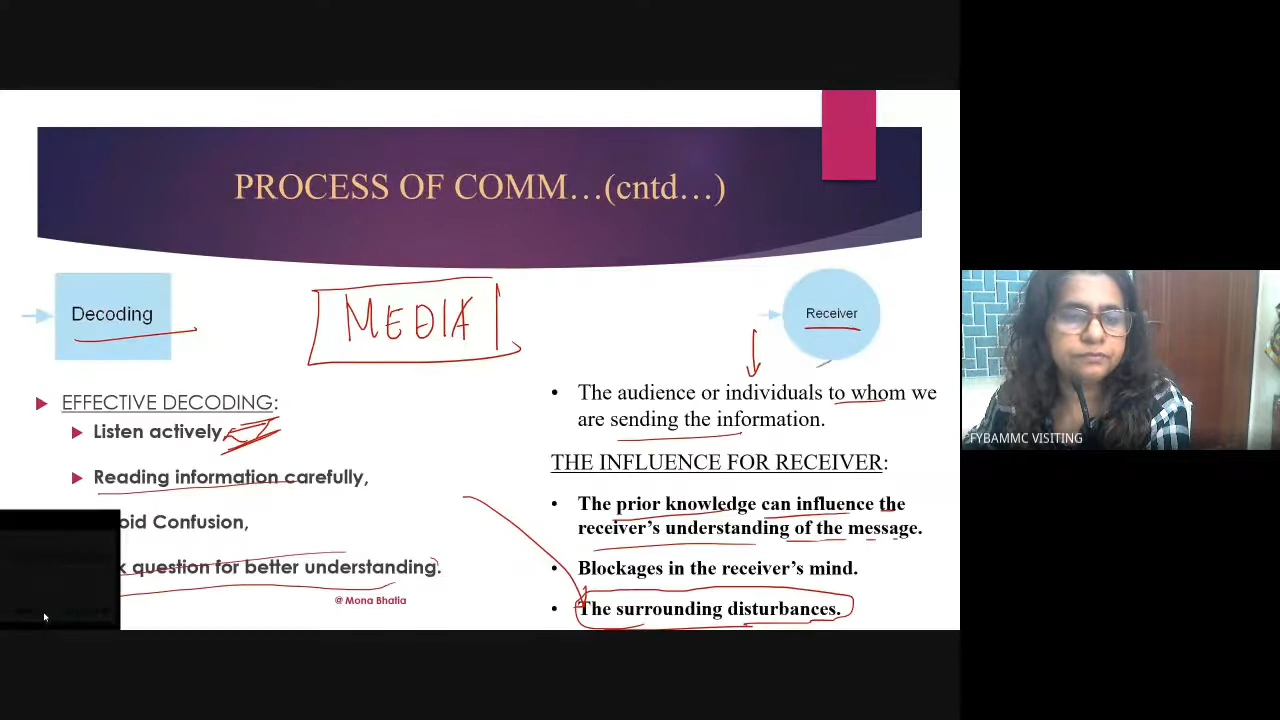 PROCESS OF COMM…(cntd…)
Decoding
MEDIA
Receiver
EFFECTIVE DECODING:
Listen actively,
Reading information carefully,
Confusion,
question for better understanding.
@ Mona Bhatia
• The audience or individuals to whom we
are sending the information.
THE INFLUENCE FOR RECEIVER:
• The prior knowledge can influence the
receiver's understanding of the message.
• Blockages in the receiver's mind.
• The surrounding disturbances.
FYBAMMC VISITING